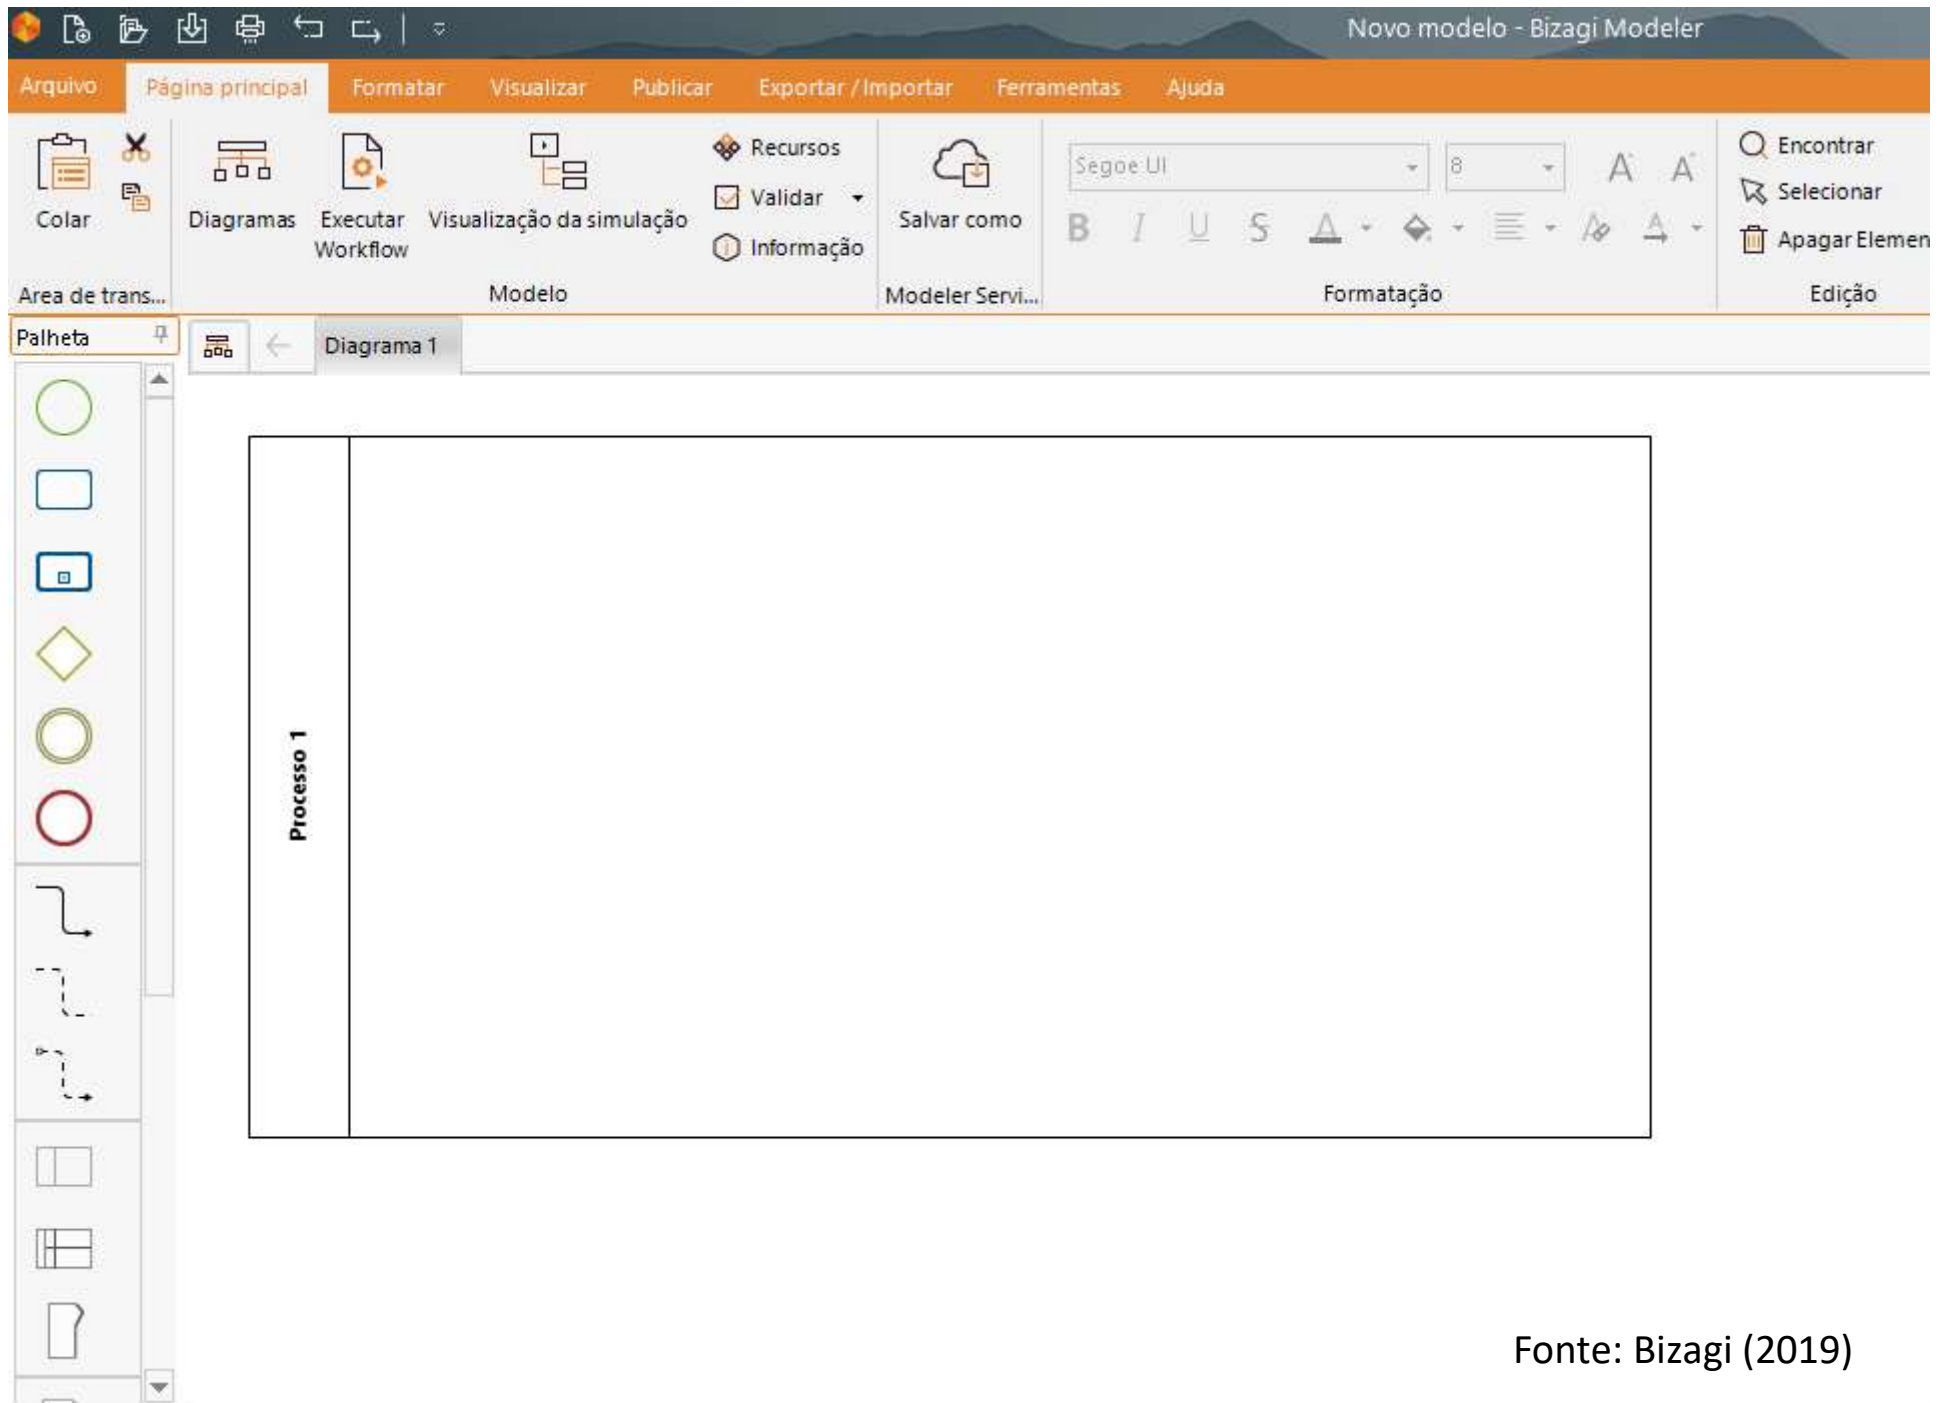 Novo modelo - Bizagi Modeler
Arquivo Página principal Formatar Visualizar Publicar Exportar / Importar Ferramentas Ajuda
Colar
Diagramas
Executar
Workflow
Visualização da simulação
Recursos
Validar
Informação
Salvar como
Segoe UI 8
B I U S A A A A
Encontrar
Selecionar
Apagar Elemen
Area de trans... Modelo Modeler Servi... Formatação Edição
Palheta
Diagrama 1
Processo 1
Fonte: Bizagi (2019)